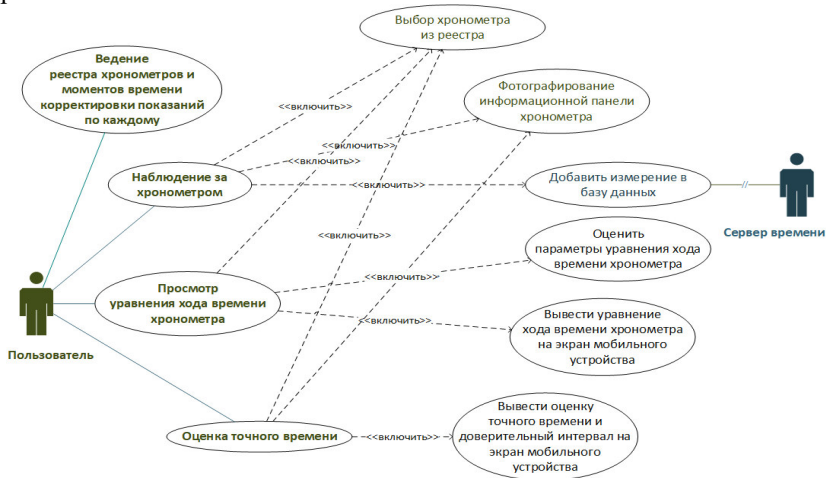 Выбор хронометра
из реестра
Ведение
реестра хронометров и
моментов времени
корректировки показаний
по каждому
<<включить>>
Фотографирование
информационной панели
хронометра
<<включить>>
<<включить>>
Наблюдение за
хронометром
<<включить>>
Добавить измерение в
базу данных
//
Сервер времени
<<включить>>
Оценить
параметры уравнения хода
времени хронометра
<<включить>>
Просмотр
уравнения хода времени
хронометра
<<включить>>
Вывести уравнение
хода времени хронометра
на экран мобильного
устройства
Пользователь
Оценка точного времени
<<включить>>
Вывести оценку
точного времени и
доверительный интервал на
экран мобильного
устройства